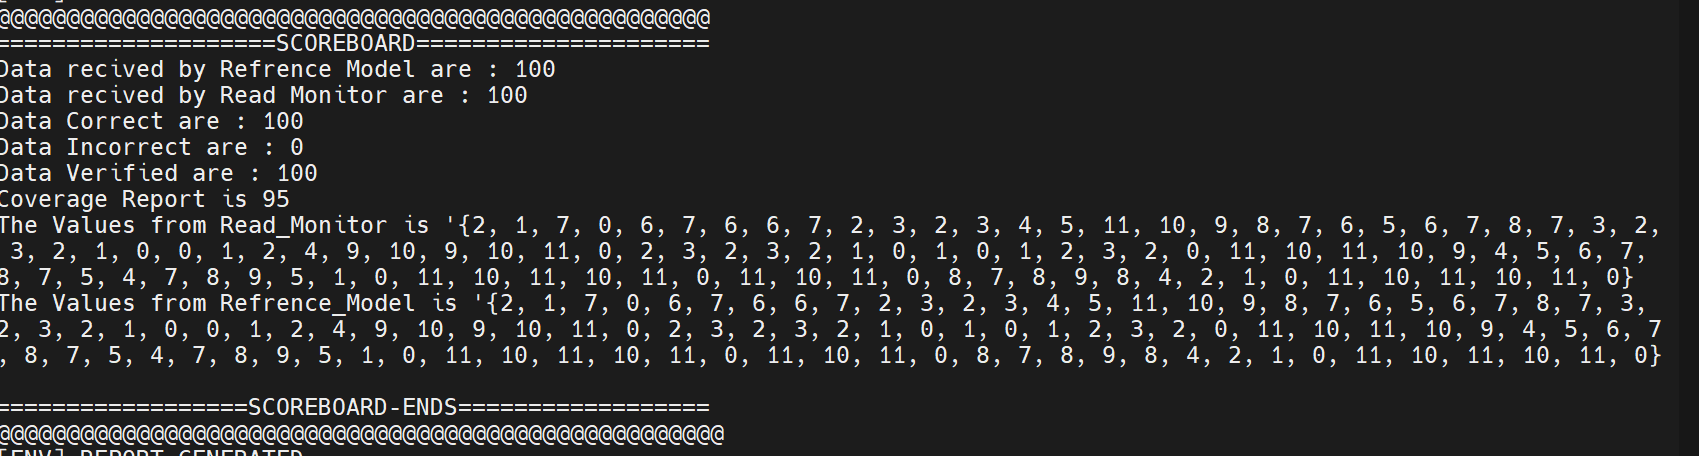 @@@@@@@@@@@@@@@@@@@@@@@@@@@@@@@@@@@@@@@@@@@@@@@@@@@
====================SCOREBOARD=====================
Data recived by Refrence Model are : 100
Data recived by Read Monitor are : 100
Data Correct are : 100
Data Incorrect are : 0
Data Verified are : 100
Coverage Report is 95
The Values from Read_Monitor is '{2, 1, 7, 0, 6, 7, 6, 6, 7, 2, 3, 2, 3, 4, 5, 11, 10, 9, 8, 7, 6, 5, 6, 7, 8, 7, 3, 2,
3, 2, 1, 0, 0, 1, 2, 4, 9, 10, 9, 10, 11, 0, 2, 3, 2, 3, 2, 1, 0, 1, 0, 1, 2, 3, 2, 0, 11, 10, 11, 10, 9, 4, 5, 6, 7,
8, 7, 5, 4, 7, 8, 9, 5, 1, 0, 11, 10, 11, 10, 11, 0, 11, 10, 11, 0, 8, 7, 8, 9, 8, 4, 2, 1, 0, 11, 10, 11, 10, 11, 0}
The Values from Refrence_Model is '{2, 1, 7, 0, 6, 7, 6, 6, 7, 2, 3, 2, 3, 4, 5, 11, 10, 9, 8, 7, 6, 5, 6, 7, 8, 7, 3,
2, 3, 2, 1, 0, 0, 1, 2, 4, 9, 10, 9, 10, 11, 0, 2, 3, 2, 3, 2, 1, 0, 1, 0, 1, 2, 3, 2, 0, 11, 10, 11, 10, 9, 4, 5, 6, 7
, 8, 7, 5, 4, 7, 8, 9, 5, 1, 0, 11, 10, 11, 10, 11, 0, 11, 10, 11, 0, 8, 7, 8, 9, 8, 4, 2, 1, 0, 11, 10, 11, 10, 11, 0}
==================SCOREBOARD-ENDS==================
@@@@@@@@@@@@@@@@@@@@@@@@@@@@@@@@@@@@@@@@@@@@@@@@@@@@
[ENV] REPORT GENERATED